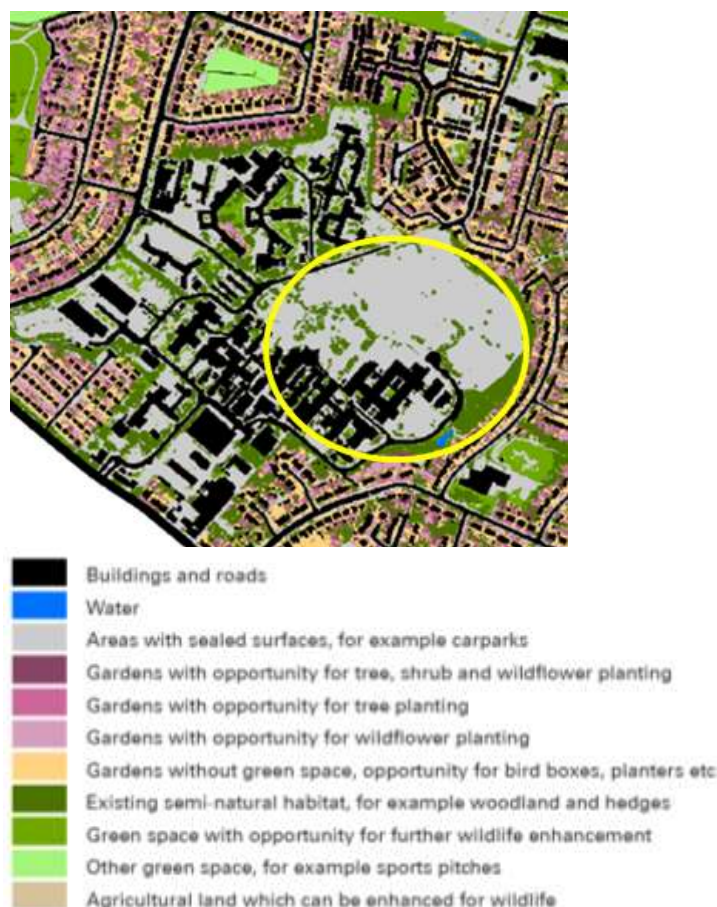 Buildings and roads
Water
Areas with sealed surfaces, for example carparks
Gardens with opportunity for tree, shrub and wildflower planting
Gardens with opportunity for tree planting
Gardens with opportunity for wildflower planting
Gardens without green space, opportunity for bird boxes, planters etc
Existing semi-natural habitat, for example woodland and hedges
Green space with opportunity for further wildlife enhancement
Other green space, for example sports pitches
Agricultural land which can be enhanced for wildlife